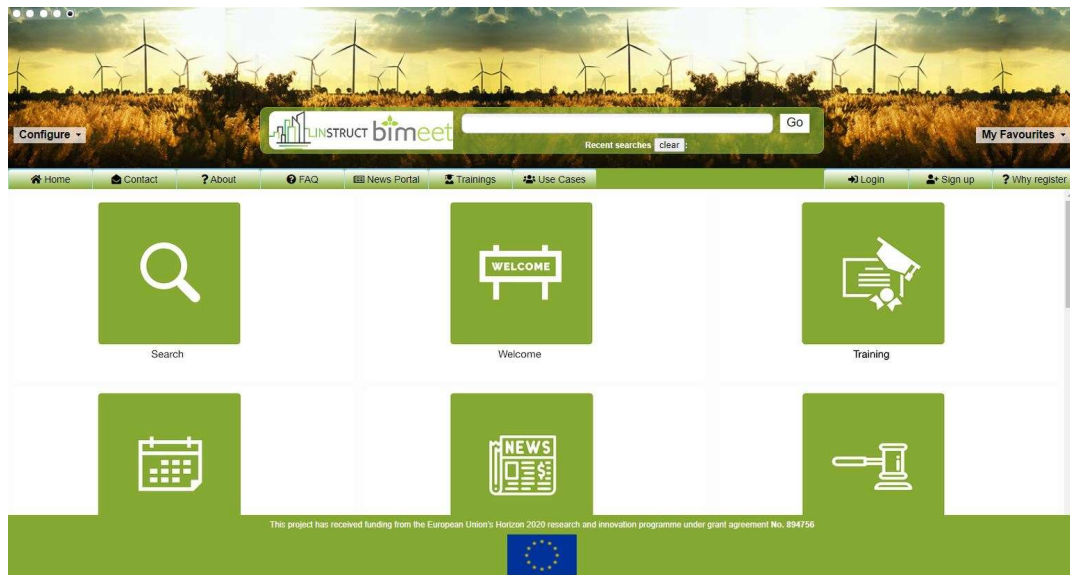 Configure
INSTRUCT bimeet
Go
Recent searches clear :
My Favourites
Home
Contact
? About
FAQ
News Portal
Trainings
Use Cases
Login
Sign up
? Why register
WELCOME
Search
Welcome
Training
NEWS
$
i
This project has received funding from the European Union's Horizon 2020 research and innovation programme under grant agreement No. 894756